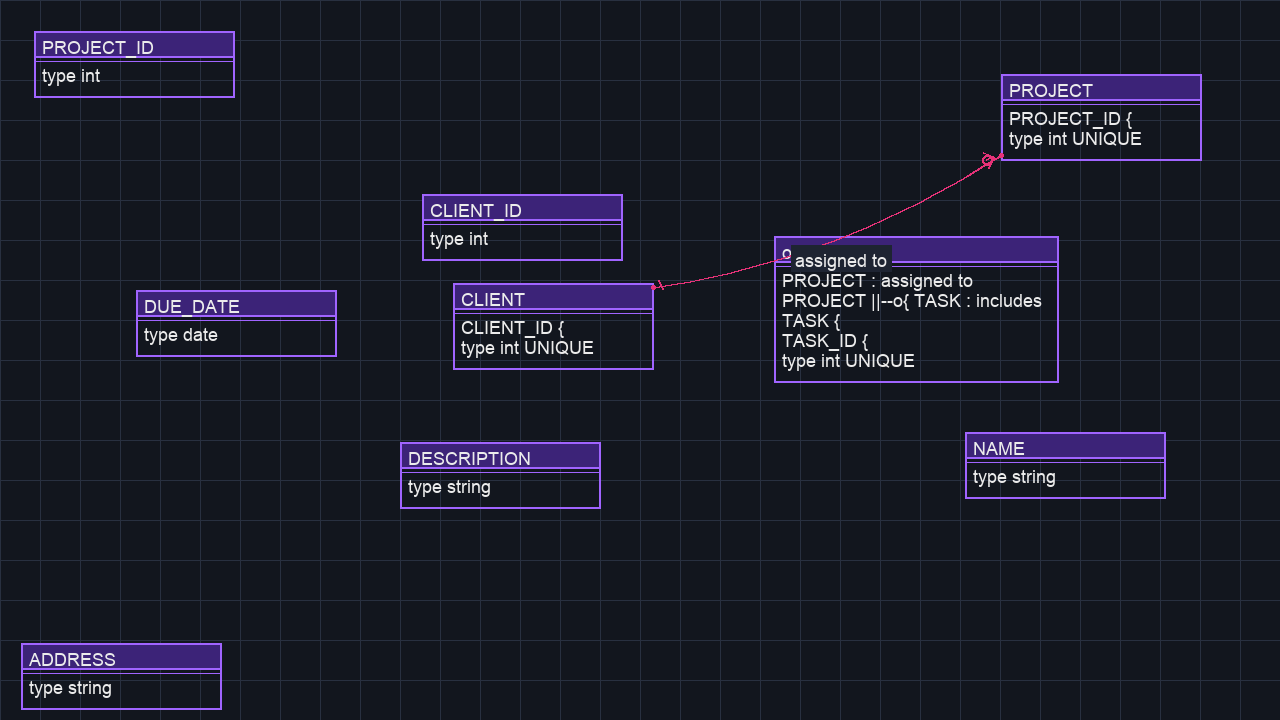 PROJECT_ID
type int
PROJECT
PROJECT_ID {
type int UNIQUE
CLIENT_ID
type int
assigned to
PROJECT : assigned to
PROJECT ||--o{ TASK : includes
TASK {
TASK_ID {
type int UNIQUE
CLIENT
CLIENT_ID {
type int UNIQUE
DUE_DATE
type date
DESCRIPTION
type string
NAME
type string
ADDRESS
type string